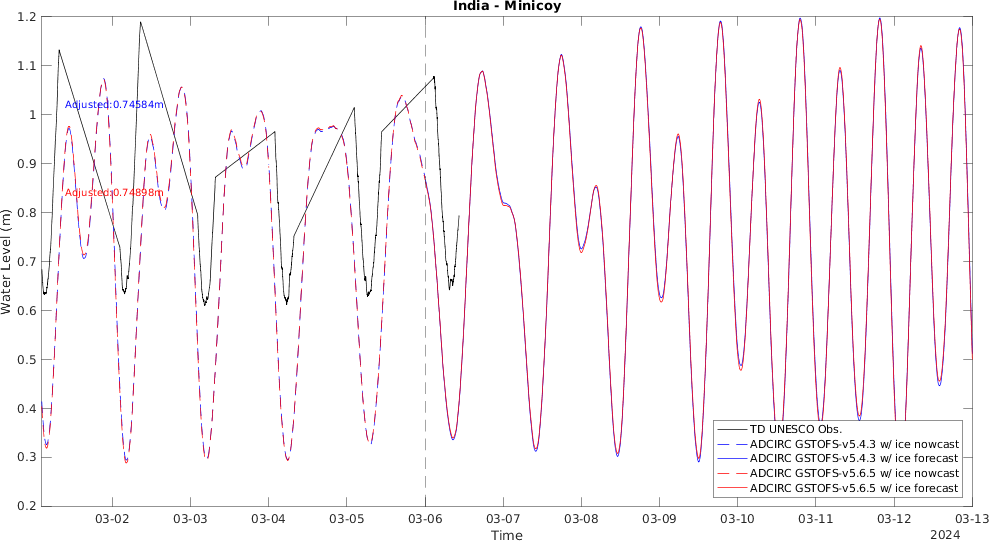 India - Minicoy
1.2
1.1
1
0.9
0.8
0.7
0.6
0.5
0.4
0.3
0.2
Water Level (m)
Adjusted:0.74584m
Adjusted:0.74898m
TD UNESCO Obs.
ADCIRC GSTOFS-v5.4.3 w/ ice nowcast
ADCIRC GSTOFS-v5.4.3 w/ ice forecast
ADCIRC GSTOFS-v5.6.5 w/ ice nowcast
ADCIRC GSTOFS-v5.6.5 w/ ice forecast
03-02 03-03 03-04 03-05 03-06 03-07 03-08 03-09 03-10 03-11 03-12 03-13
Time
2024